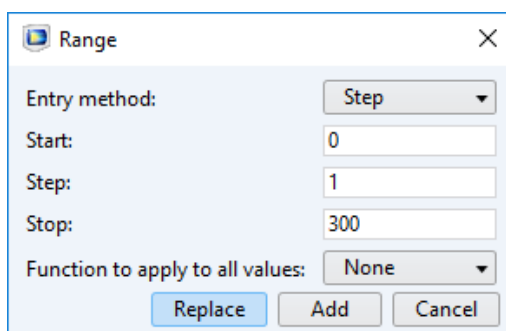 Range
Entry method: Step
Start: 0
Step: 1
Stop: 300
Function to apply to all values: None
Replace Add Cancel